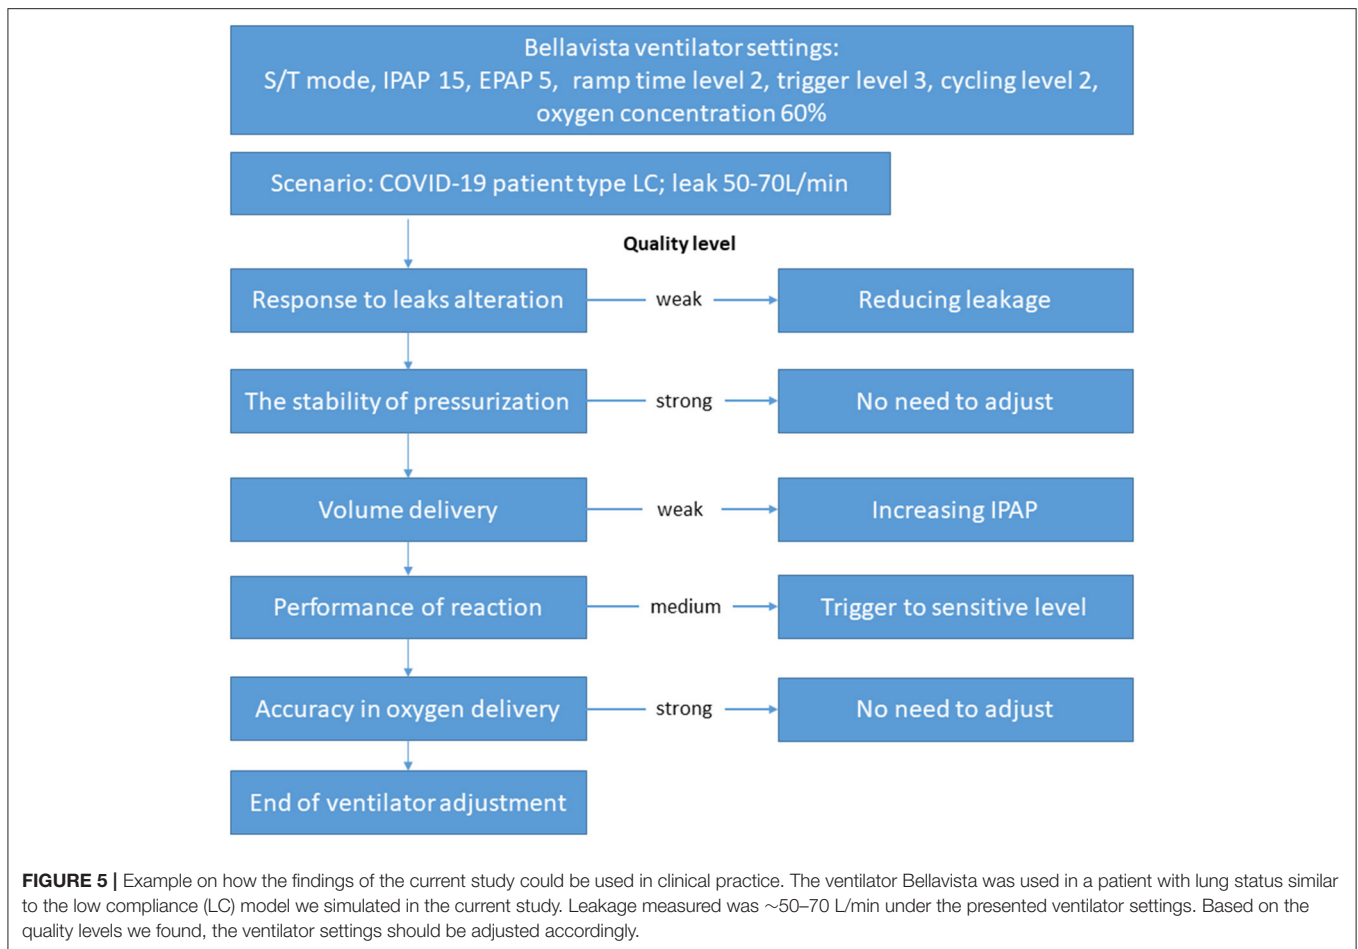 Bellavista ventilator settings:
S/T mode, IPAP 15, EPAP 5, ramp time level 2, trigger level 3, cycling level 2,
oxygen concentration 60%
Scenario: COVID-19 patient type LC; leak 50-70L/min
Quality level
Response to leaks alteration
weak
Reducing leakage
The stability of pressurization
strong
No need to adjust
Volume delivery
weak
Increasing IPAP
Performance of reaction
medium
Trigger to sensitive level
Accuracy in oxygen delivery
strong
No need to adjust
End of ventilator adjustment
FIGURE 5 | Example on how the findings of the current study could be used in clinical practice. The ventilator Bellavista was used in a patient with lung status similar
to the low compliance (LC) model we simulated in the current study. Leakage measured was ~50–70 L/min under the presented ventilator settings. Based on the
quality levels we found, the ventilator settings should be adjusted accordingly.